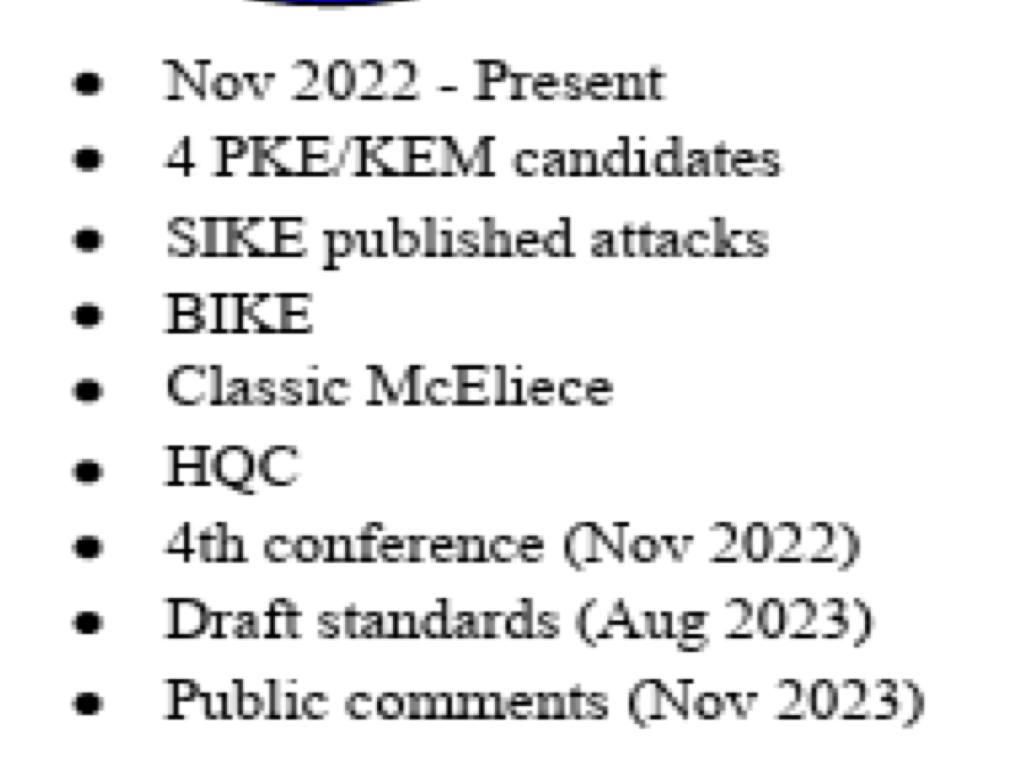 • Nov 2022 - Present
• 4 PKE/KEM candidates
• SIKE published attacks
• BIKE
• Classic McEliece
• HQC
• 4th conference (Nov 2022)
• Draft standards (Aug 2023)
• Public comments (Nov 2023)